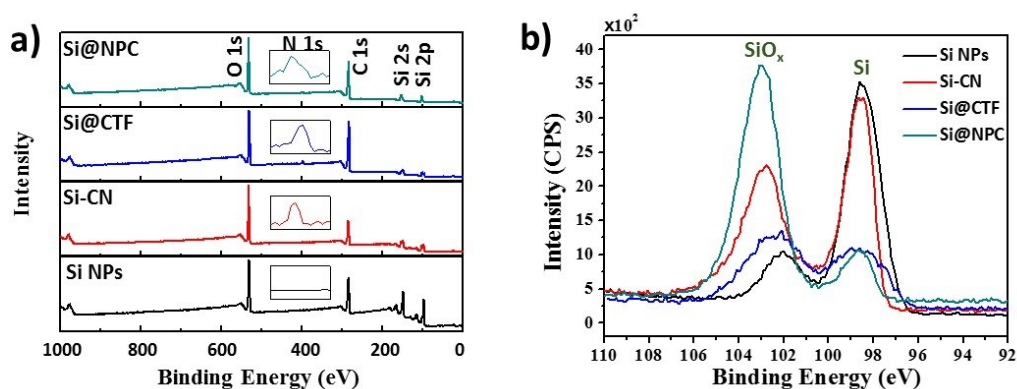 a)
Si@NPC
O 1s
N 1s
C 1s
Si 2s
Si 2p
Si@CTF
Si-CN
Si NPs
Intensity
1000 800 600 400 200 0
Binding Energy (eV)
b)
x10²
SiOₓ
Si
Si NPs
Si-CN
Si@CTF
Si@NPC
40
35
30
25
20
15
10
5
0
Intensity (CPS)
110 108 106 104 102 100 98 96 94 92
Binding Energy (eV)